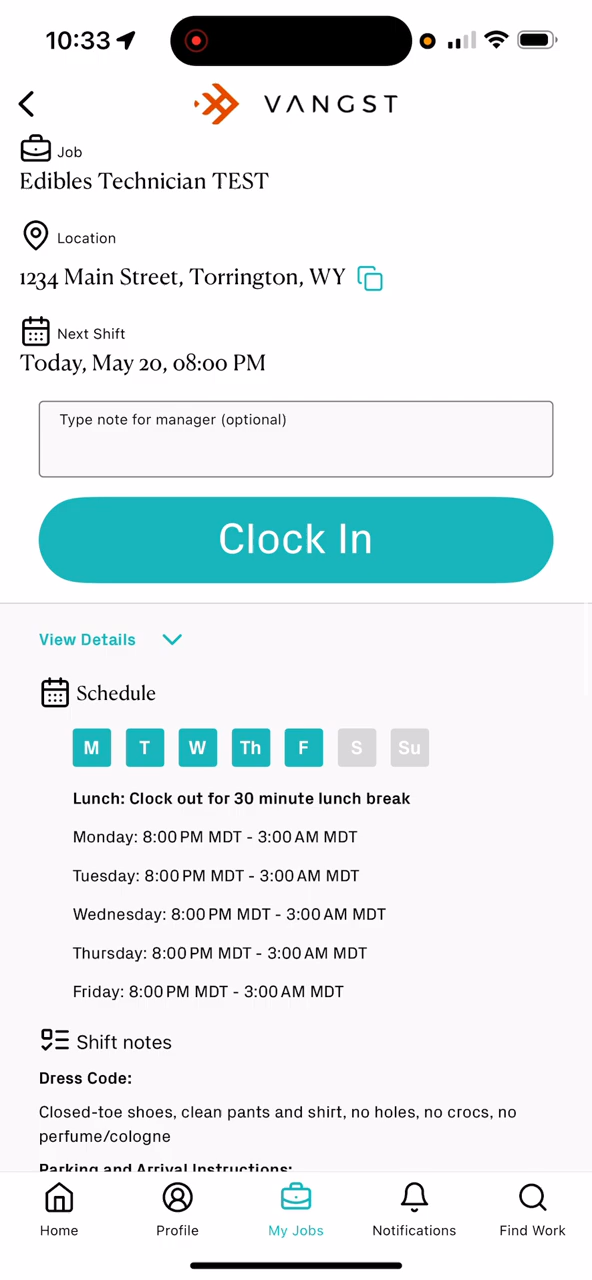 10:33
VANGST
Job
Edibles Technician TEST
Location
1234 Main Street, Torrington, WY
Next Shift
Today, May 20, 08:00 PM
Type note for manager (optional)
Clock In
View Details
Schedule
M T W Th F S Su
Lunch: Clock out for 30 minute lunch break
Monday: 8:00 PM MDT - 3:00 AM MDT
Tuesday: 8:00 PM MDT - 3:00 AM MDT
Wednesday: 8:00 PM MDT - 3:00 AM MDT
Thursday: 8:00 PM MDT - 3:00 AM MDT
Friday: 8:00 PM MDT - 3:00 AM MDT
Shift notes
Dress Code:
Closed-toe shoes, clean pants and shirt, no holes, no crocs, no
perfume/cologne
Parking and Arrival Instructions:
Home Profile My Jobs Notifications Find Work